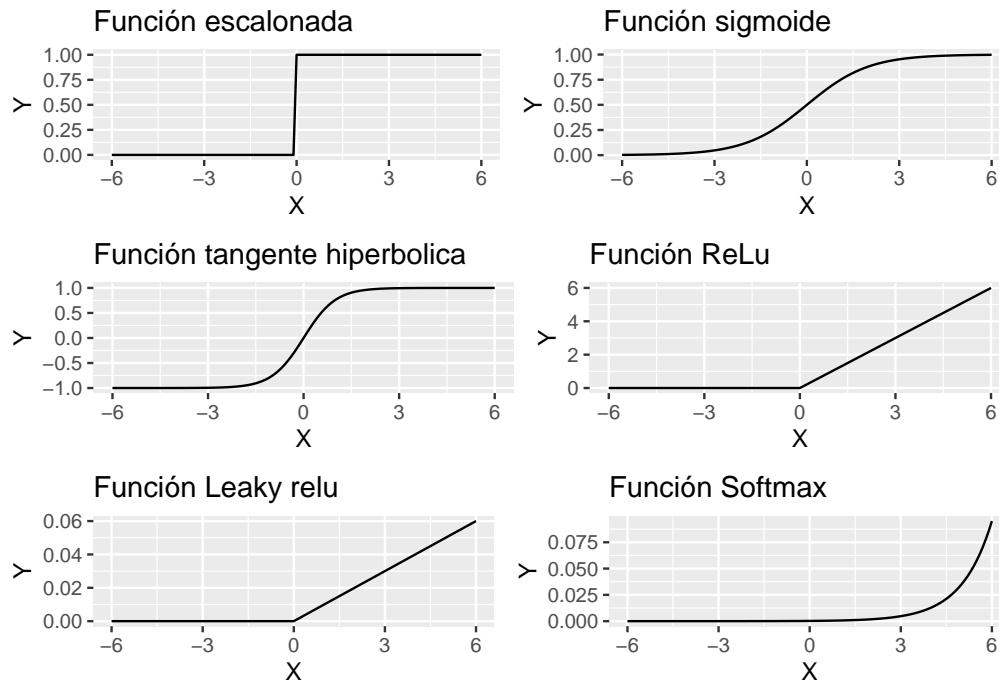 Función escalonada
1.00
0.75
0.50
0.25
0.00
Y
−6 −3 0 3 6
X
Función sigmoide
1.00
0.75
0.50
0.25
0.00
Y
−6 −3 0 3 6
X
Función tangente hiperbolica
1.0
0.5
0.0
−0.5
−1.0
Y
−6 −3 0 3 6
X
Función ReLu
6
4
2
0
Y
−6 −3 0 3 6
X
Función Leaky relu
0.06
0.04
0.02
0.00
Y
−6 −3 0 3 6
X
Función Softmax
0.075
0.050
0.025
0.000
Y
−6 −3 0 3 6
X